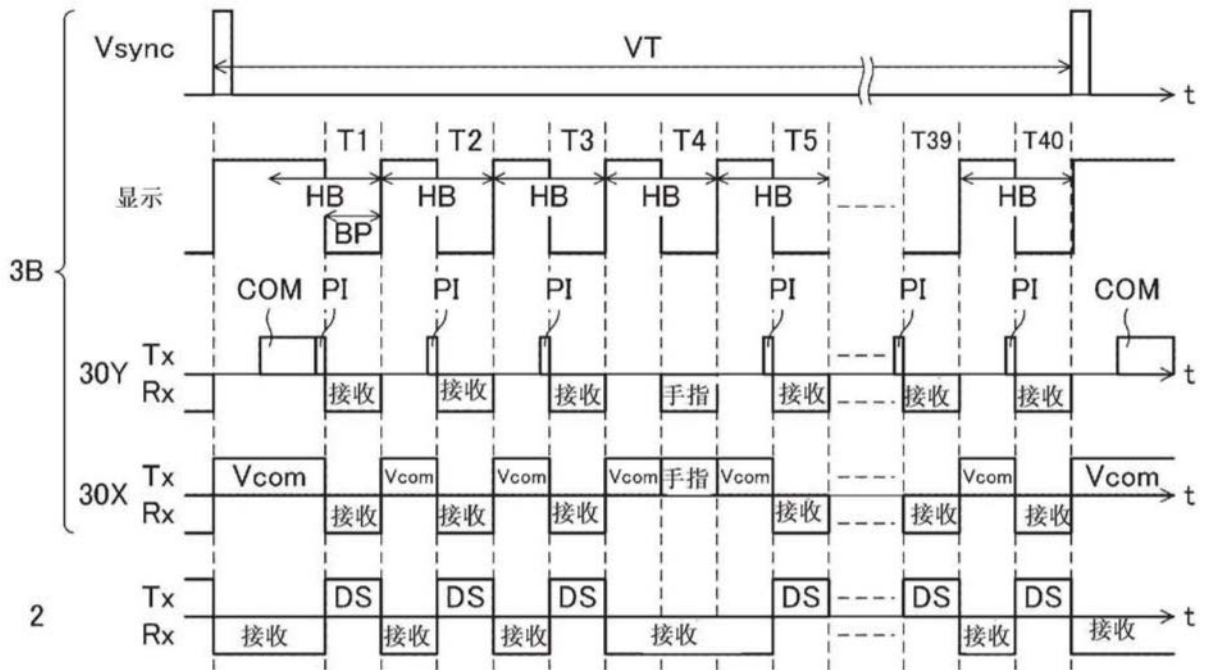 Vsync VT t
T1 T2 T3 T4 T5 T39 T40
显示 HB HB HB HB HB HB
BP
3B
COM PI PI PI PI PI PI COM
30Y Tx t
Rx 接收 接收 接收 手指 接收 接收 接收
30X Tx Vcom Vcom Vcom Vcom 手指 Vcom Vcom Vcom t
Rx 接收 接收 接收 接收 接收 接收
2 Tx DS DS DS DS DS DS t
Rx 接收 接收 接收 接收 接收 接收